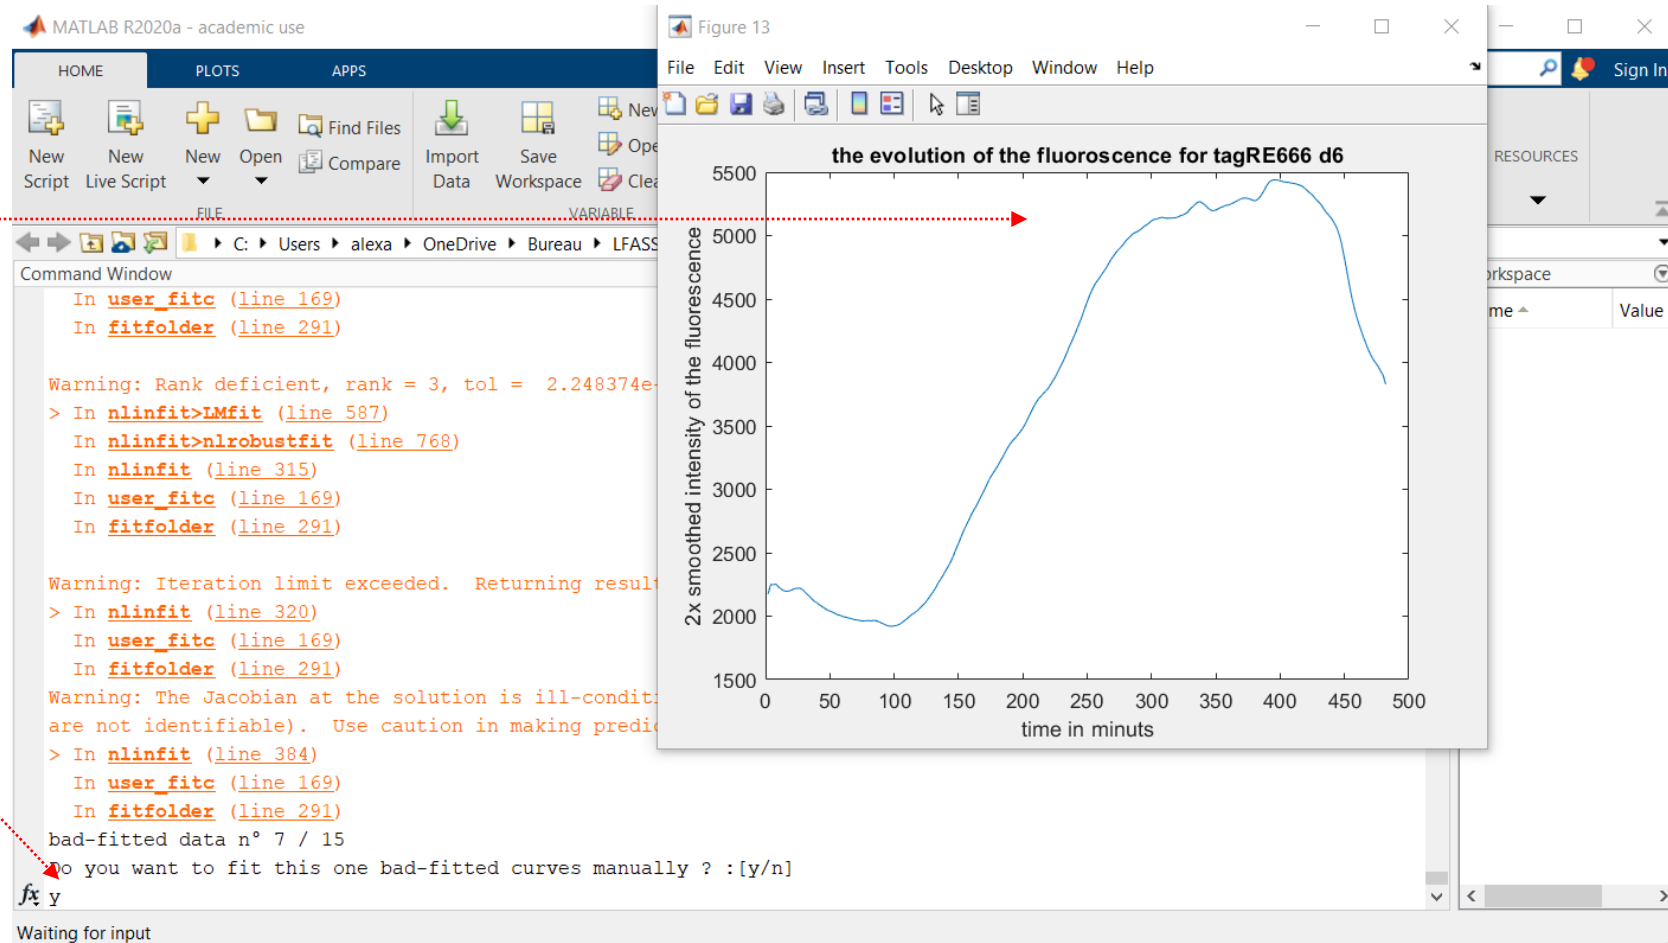 MATLAB R2020a - academic use
HOME PLOTS APPS
New Script
New Live Script
New
Open
Find Files
Compare
Import Data
Save Workspace
FILE
VARIABLE
RESOURCES
Sign In
C: Users alexa OneDrive Bureau LFASS
Command Window
In user_fitc (line 169)
In fitfolder (line 291)
Warning: Rank deficient, rank = 3, tol = 2.248374e-
> In nlinfit>LMfit (line 587)
In nlinfit>nlrobustfit (line 768)
In nlinfit (line 315)
In user_fitc (line 169)
In fitfolder (line 291)
Warning: Iteration limit exceeded. Returning result
> In nlinfit (line 320)
In user_fitc (line 169)
In fitfolder (line 291)
Warning: The Jacobian at the solution is ill-condit
are not identifiable). Use caution in making predic
> In nlinfit (line 384)
In user_fitc (line 169)
In fitfolder (line 291)
bad-fitted data n° 7 / 15
Do you want to fit this one bad-fitted curves manually ? :[y/n]
fx y
Waiting for input
Figure 13
File Edit View Insert Tools Desktop Window Help
the evolution of the fluoroscence for tagRE666 d6
2x smoothed intensity of the fluorescence
5500
5000
4500
4000
3500
3000
2500
2000
1500
0 50 100 150 200 250 300 350 400 450 500
time in minuts
Value